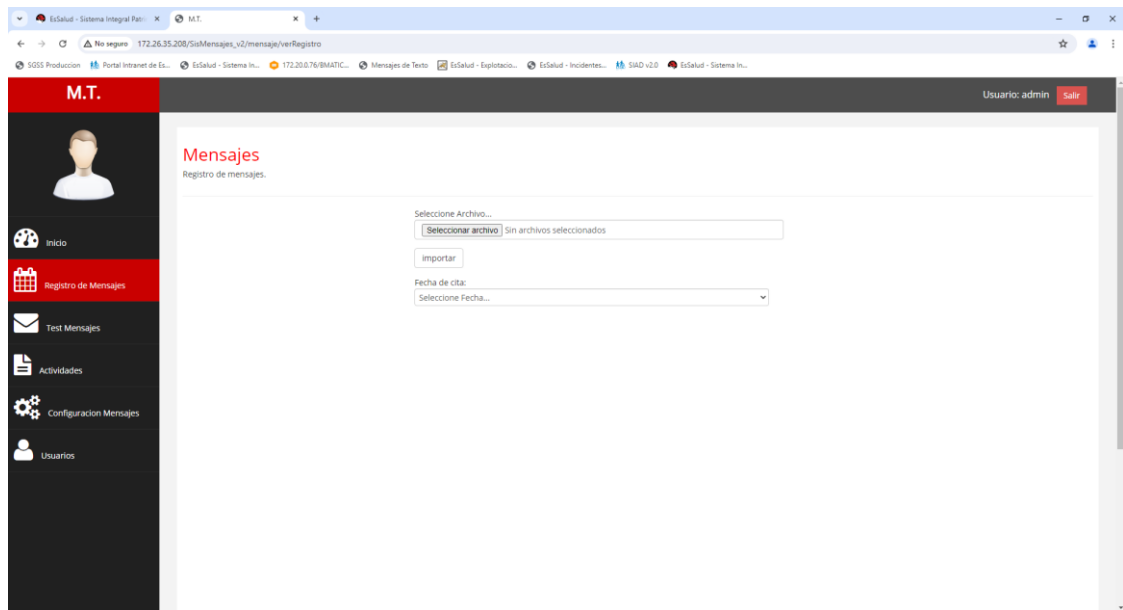 EsSalud - Sistema Integral Patri
M.T.
No seguro 172.26.35.208/SisMensajes_v2/mensaje/verRegistro
SGSS Produccion Portal Intranet de Es... EsSalud - Sistema In... 172.20.0.76/BMATIC... Mensajes de Texto EsSalud - Explotacio... EsSalud - Incidentes... SIAD v2.0 EsSalud - Sistema In...
M.T.
Usuario: admin Salir
Mensajes
Registro de mensajes.
Seleccione Archivo...
Seleccionar archivo Sin archivos seleccionados
importar
Fecha de cita:
Seleccione Fecha...
Inicio
Registro de Mensajes
Test Mensajes
Actividades
Configuracion Mensajes
Usuarios